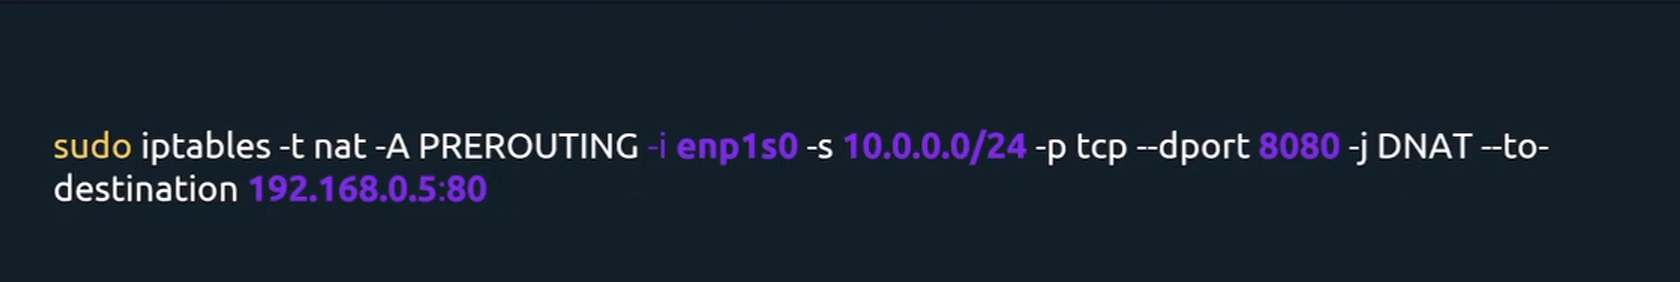 sudo iptables -t nat -A PREROUTING -i enp1s0 -s 10.0.0.0/24 -p tcp --dport 8080 -j DNAT --to-
destination 192.168.0.5:80